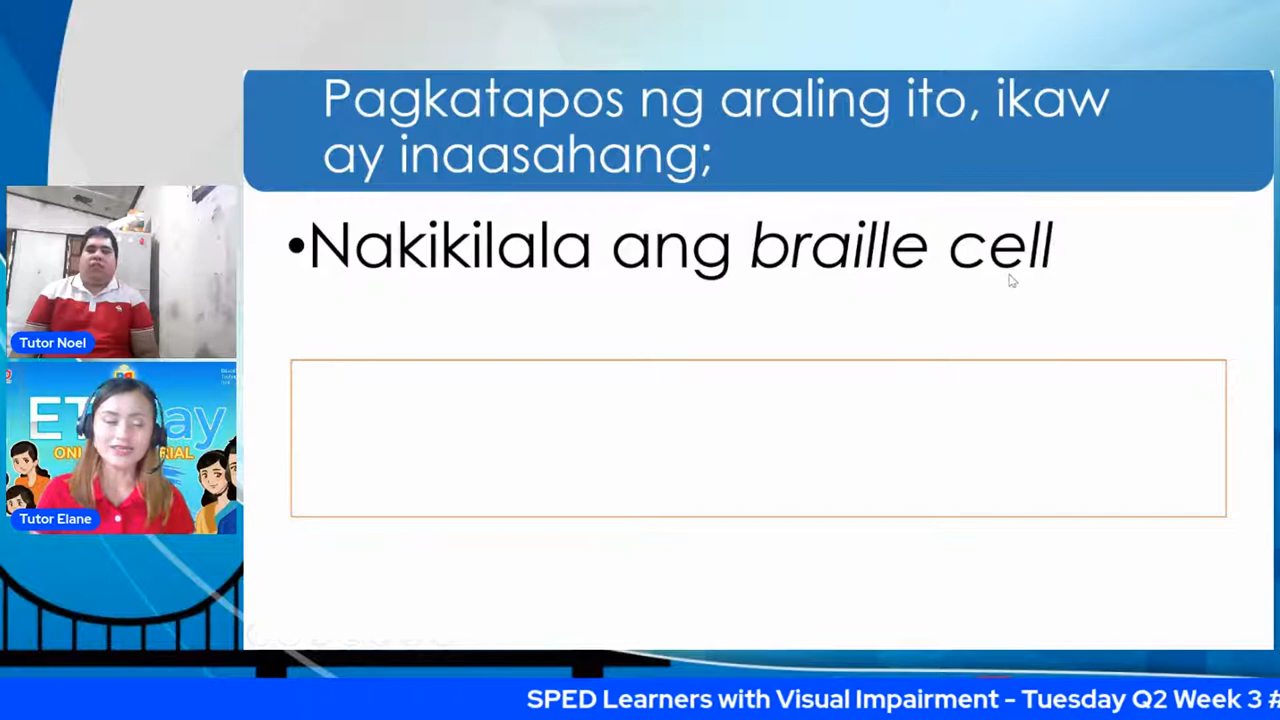 Pagkatapos ng araling ito, ikaw
ay inaasahang;
•Nakikilala ang braille cell
Tutor Noel
ET ay
ONL RIAL
Tutor Elane
SPED Learners with Visual Impairment - Tuesday Q2 Week 3 #